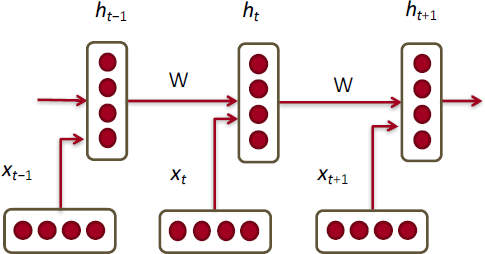 h_{t−1} h_t h_{t+1}
W W
x_{t−1} x_t x_{t+1}